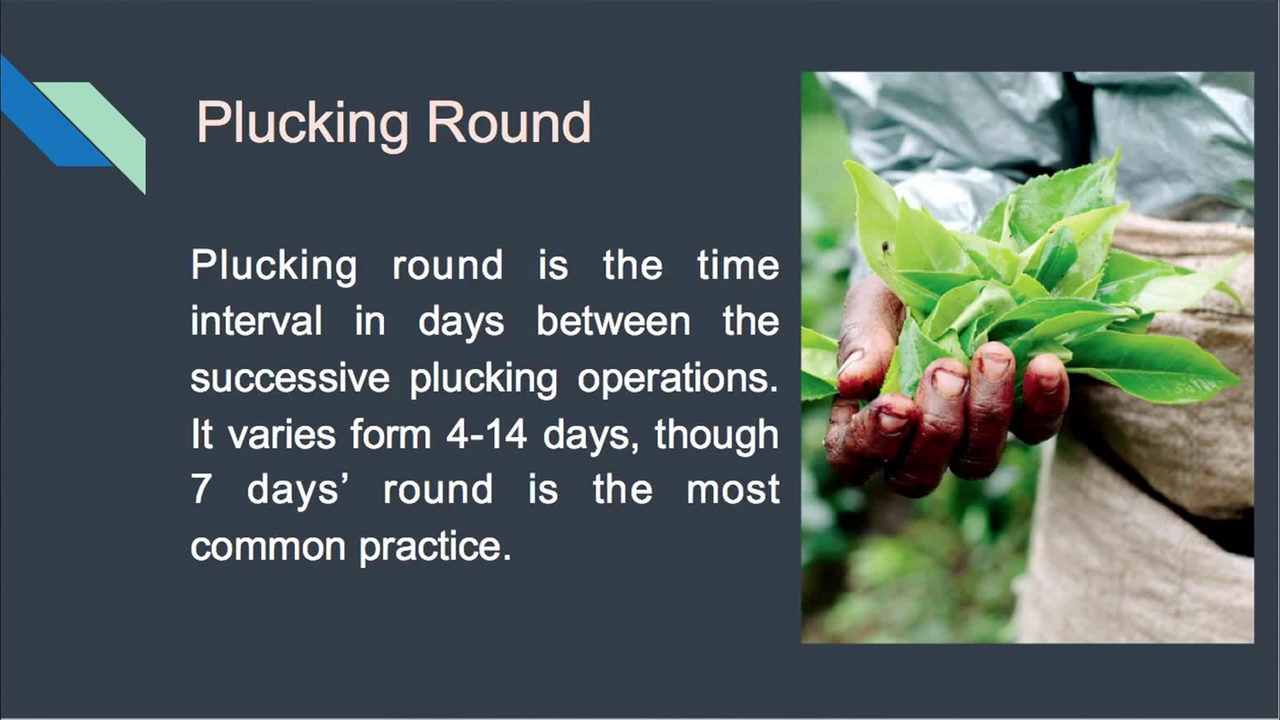 Plucking Round
Plucking round is the time
interval in days between the
successive plucking operations.
It varies form 4-14 days, though
7 days’ round is the most
common practice.